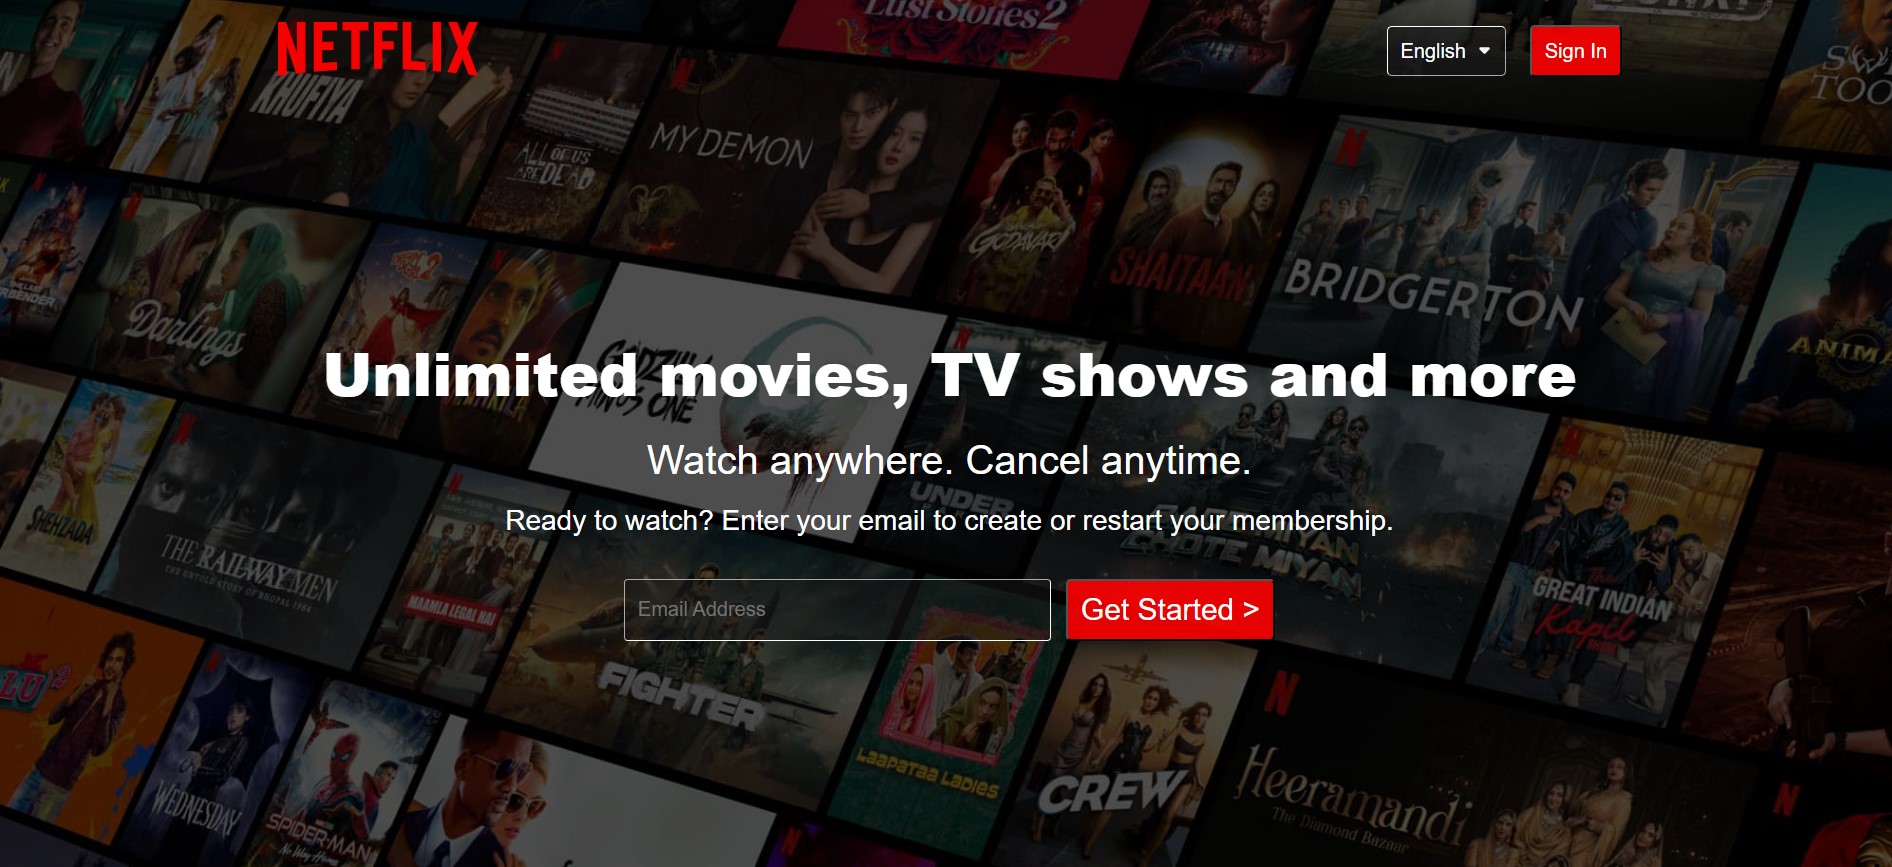 Lust Stories 2
NETFLIX
English
Sign In
KHUFIYA
ALL OF US
ARE DEAD
MY DEMON
GODAVARI
SHAITAAN
BRIDGERTON
Darlings
Unlimited movies, TV shows and more
Watch anywhere. Cancel anytime.
UNDER
Ready to watch? Enter your email to create or restart your membership.
CHOTE MIYAN
SHEHZADA
THE RAILWAY MEN
THE UNTOLD STORY OF BHOPAL 1984
MAAMLA LEGAL HAI
Email Address
Get Started >
The
GREAT INDIAN
Kapil
SHOW
FIGHTER
LAAPATAA LADIES
CREW
Heeramandi
The Diamond Bazaar
WEDNESDAY
SPIDER-MAN
No Way Home